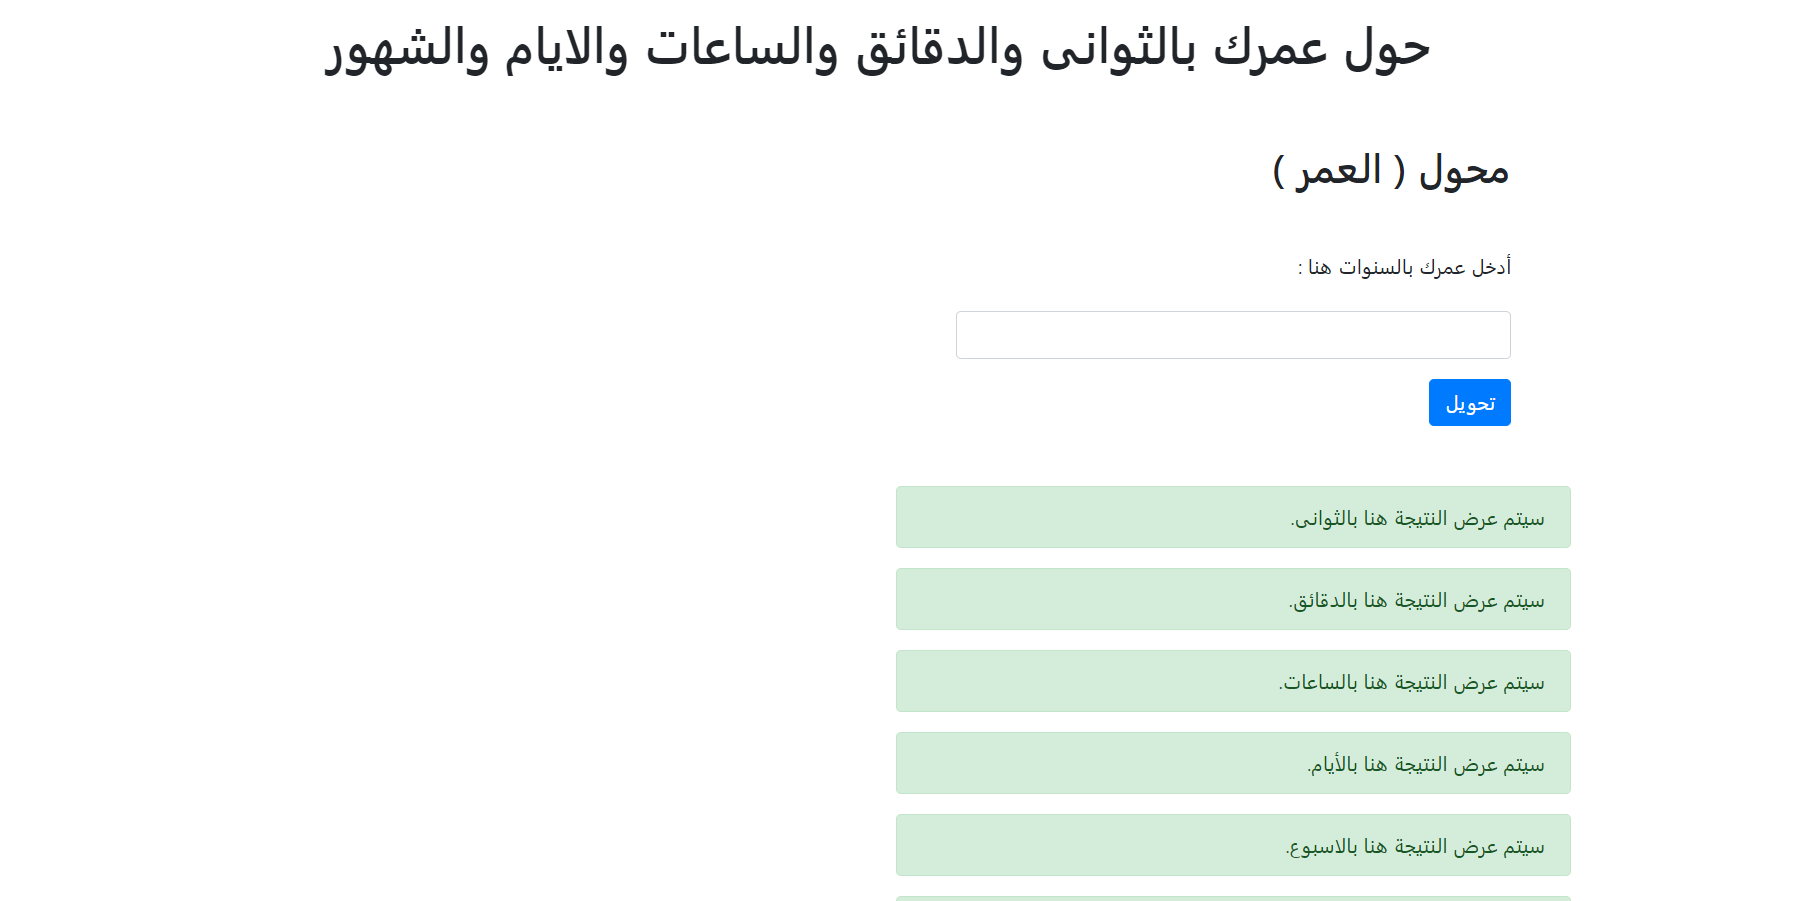 حول عمرك بالثوانى والدقائق والساعات والايام والشهور
محول ( العمر )
أدخل عمرك بالسنوات هنا :
تحويل
سيتم عرض النتيجة هنا بالثوانى.
سيتم عرض النتيجة هنا بالدقائق.
سيتم عرض النتيجة هنا بالساعات.
سيتم عرض النتيجة هنا بالأيام.
سيتم عرض النتيجة هنا بالاسبوع.